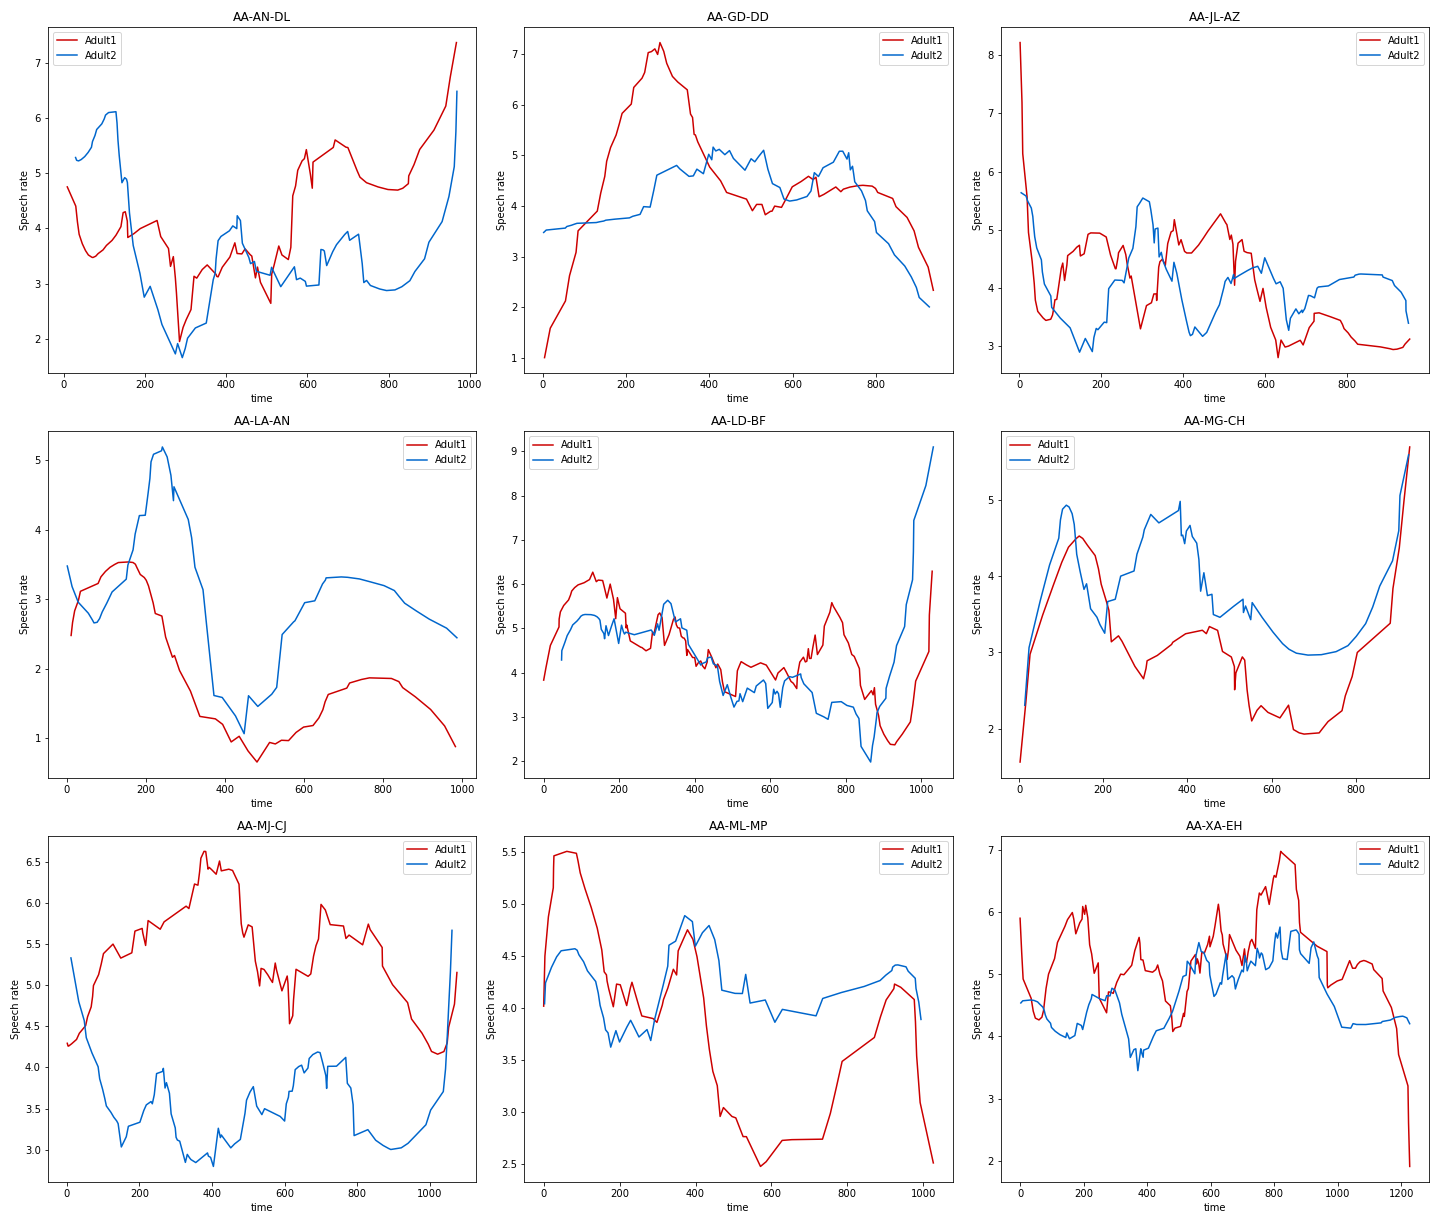 AA-AN-DL
Speech rate
Adult1
Adult2
7
6
5
4
3
2
0 200 400 600 800 1000
time
AA-GD-DD
Speech rate
Adult1
Adult2
7
6
5
4
3
2
1
0 200 400 600 800
time
AA-JL-AZ
Speech rate
Adult1
Adult2
8
7
6
5
4
3
0 200 400 600 800
time
AA-LA-AN
Speech rate
Adult1
Adult2
5
4
3
2
1
0 200 400 600 800 1000
time
AA-LD-BF
Speech rate
Adult1
Adult2
9
8
7
6
5
4
3
2
0 200 400 600 800 1000
time
AA-MG-CH
Speech rate
Adult1
Adult2
5
4
3
2
0 200 400 600 800
time
AA-MJ-CJ
Speech rate
Adult1
Adult2
6.5
6.0
5.5
5.0
4.5
4.0
3.5
3.0
0 200 400 600 800 1000
time
AA-ML-MP
Speech rate
Adult1
Adult2
5.5
5.0
4.5
4.0
3.5
3.0
2.5
0 200 400 600 800 1000
time
AA-XA-EH
Speech rate
Adult1
Adult2
7
6
5
4
3
2
0 200 400 600 800 1000 1200
time